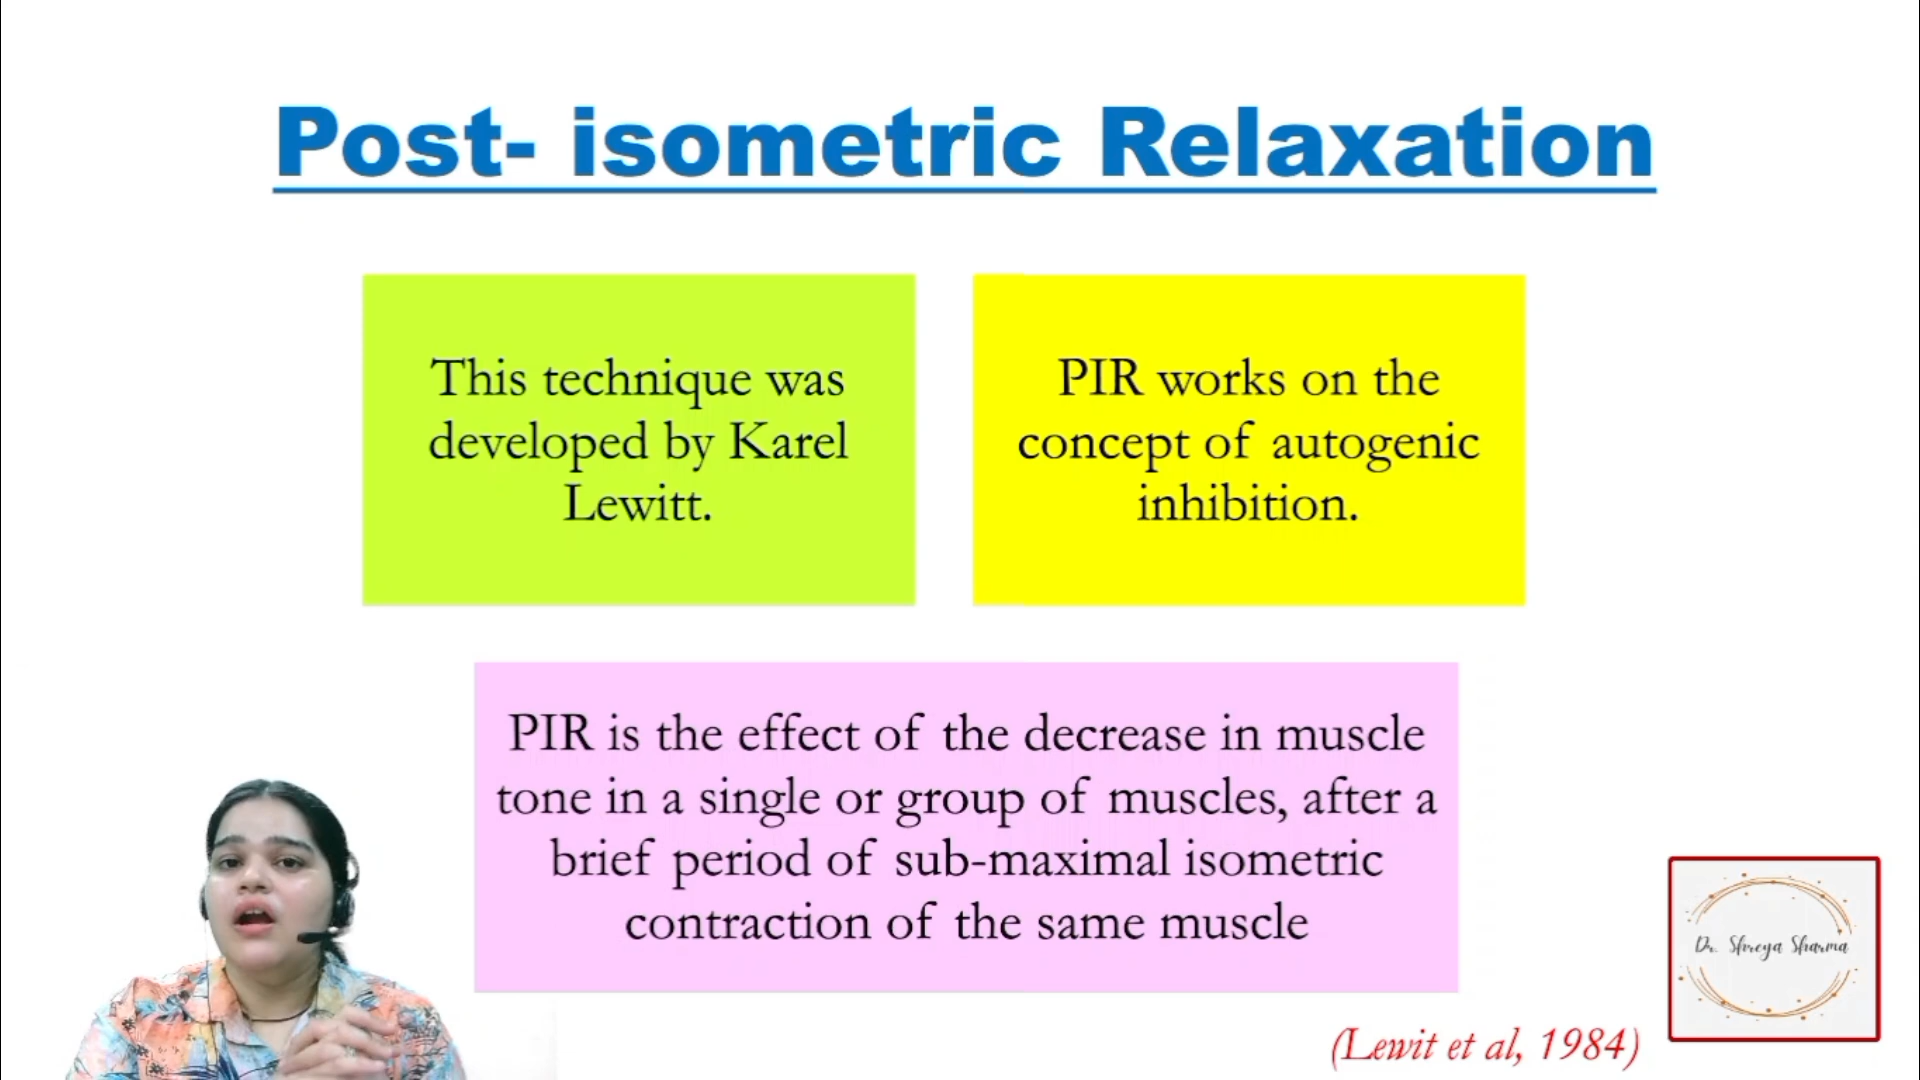 Post- isometric Relaxation
This technique was
developed by Karel
Lewitt.
PIR works on the
concept of autogenic
inhibition.
PIR is the effect of the decrease in muscle
tone in a single or group of muscles, after a
brief period of sub-maximal isometric
contraction of the same muscle
Dr. Shreya Sharma
(Lewit et al, 1984)